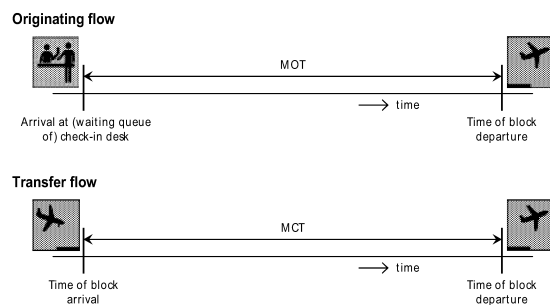 Originating flow
MOT
time
Arrival at (waiting queue
of) check-in desk
Time of block
departure
Transfer flow
MCT
time
Time of block
arrival
Time of block
departure